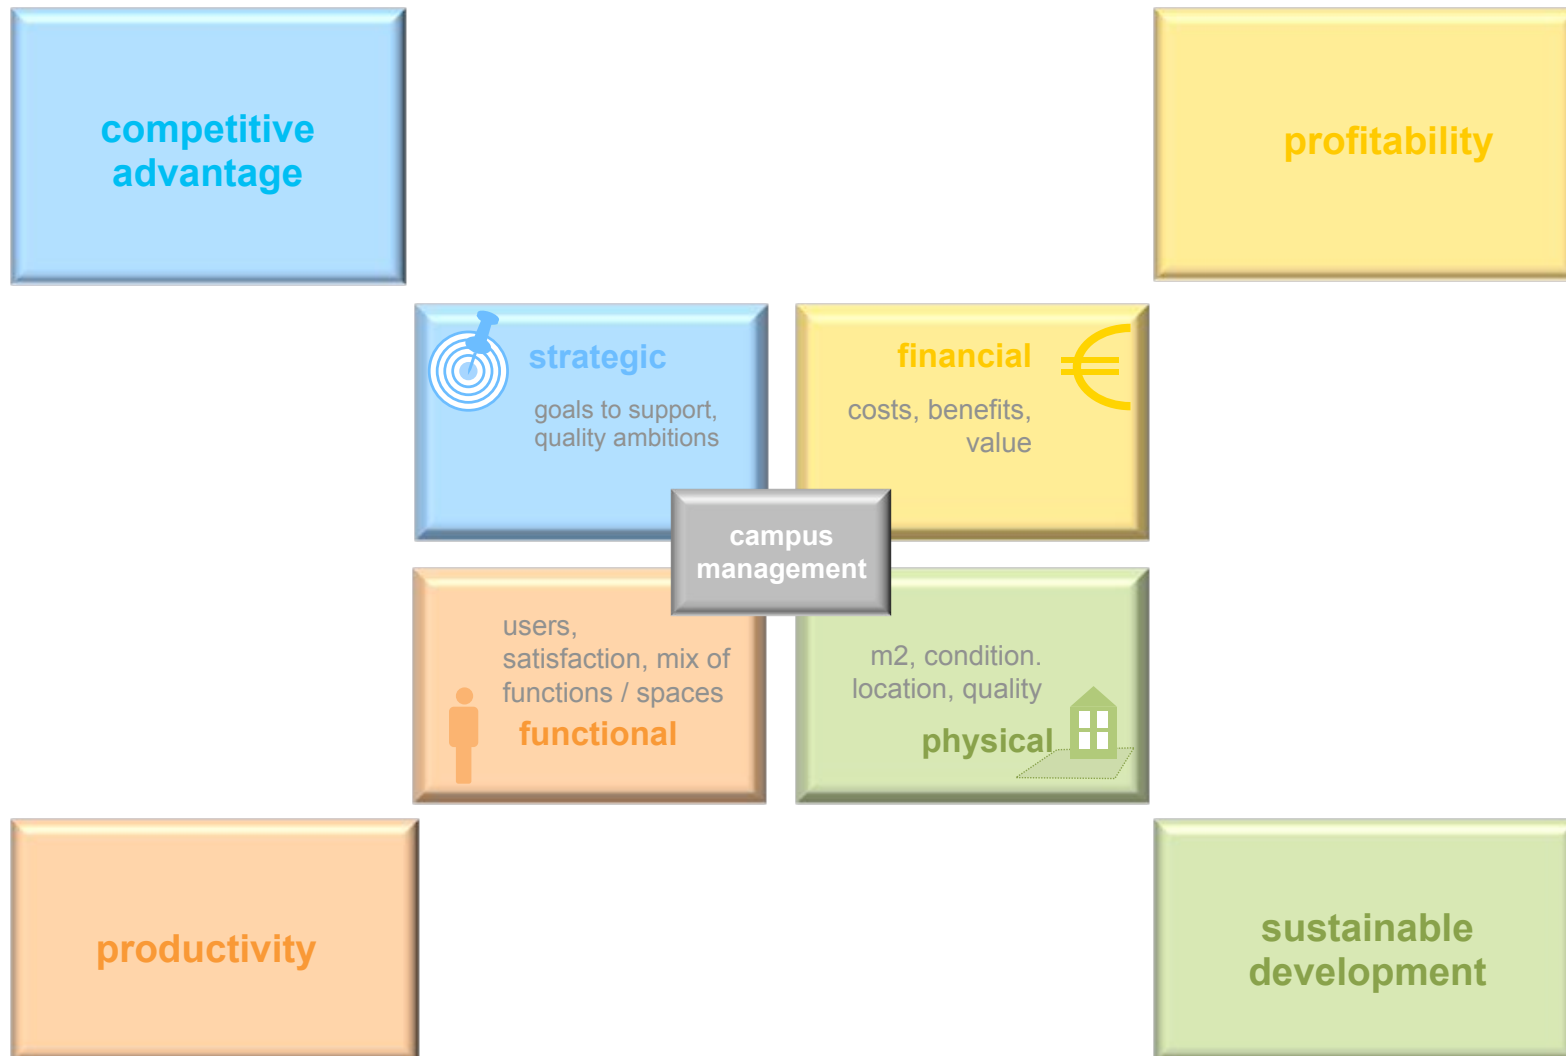 competitive
advantage
profitability
strategic
goals to support,
quality ambitions
financial
costs, benefits,
value
campus
management
users,
satisfaction, mix of
functions / spaces
functional
m2, condition.
location, quality
physical
productivity
sustainable
development